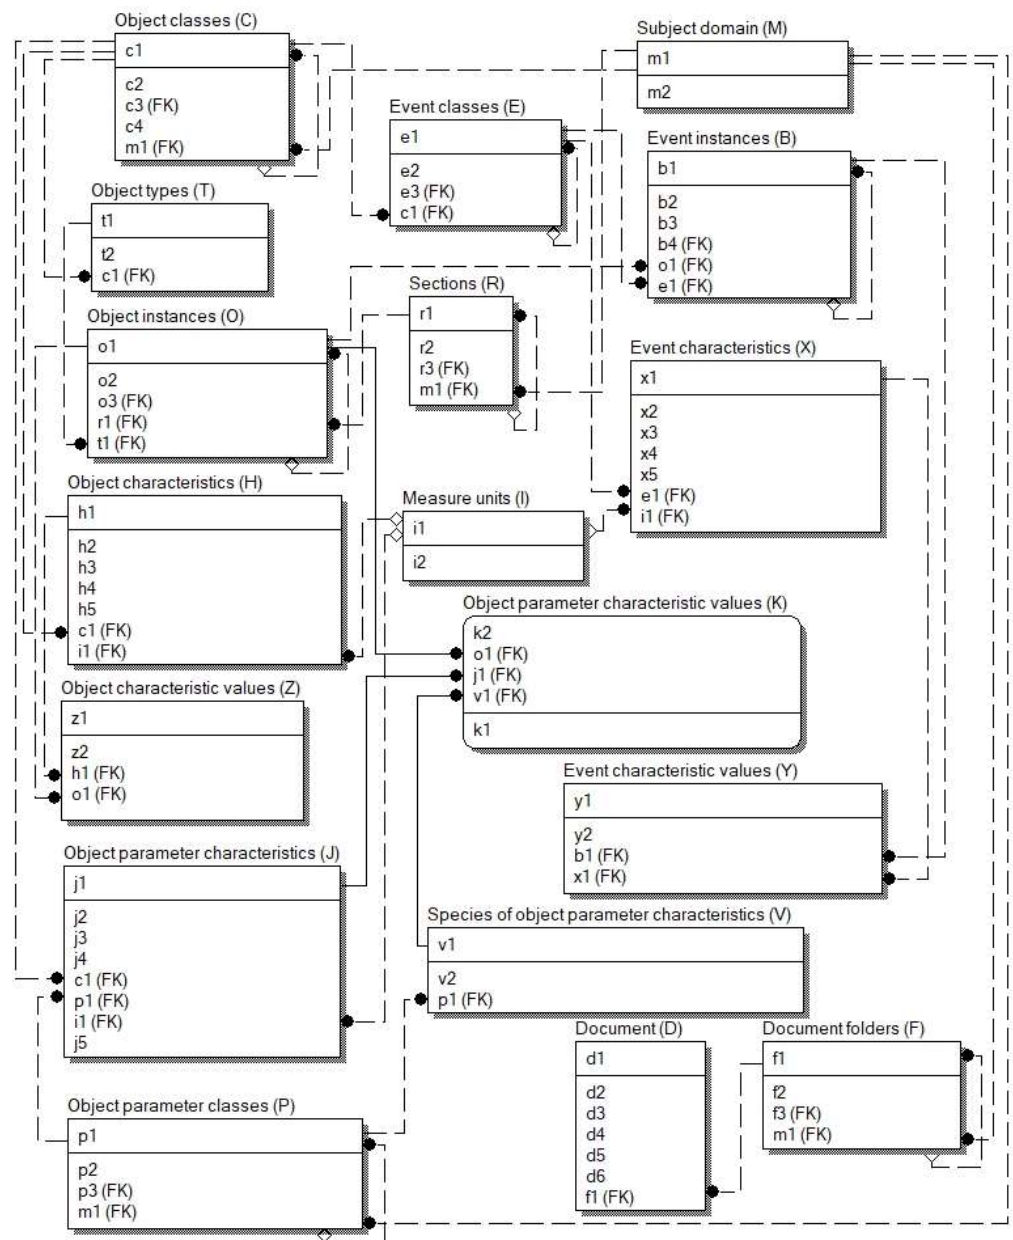 Object classes (C)
c1
c2
c3 (FK)
c4
m1 (FK)
Subject domain (M)
m1
m2
Event classes (E)
e1
e2
e3 (FK)
c1 (FK)
Event instances (B)
b1
b2
b3
b4 (FK)
o1 (FK)
e1 (FK)
Object types (T)
t1
t2
c1 (FK)
Sections (R)
r1
r2
r3 (FK)
m1 (FK)
Object instances (O)
o1
o2
o3 (FK)
r1 (FK)
t1 (FK)
Event characteristics (X)
x1
x2
x3
x4
x5
e1 (FK)
i1 (FK)
Object characteristics (H)
h1
h2
h3
h4
h5
c1 (FK)
i1 (FK)
Measure units (I)
i1
i2
Object parameter characteristic values (K)
k2
o1 (FK)
j1 (FK)
v1 (FK)
k1
Object characteristic values (Z)
z1
z2
h1 (FK)
o1 (FK)
Event characteristic values (Y)
y1
y2
b1 (FK)
x1 (FK)
Object parameter characteristics (J)
j1
j2
j3
j4
c1 (FK)
p1 (FK)
i1 (FK)
j5
Species of object parameter characteristics (V)
v1
v2
p1 (FK)
Document (D)
d1
d2
d3
d4
d5
d6
f1 (FK)
Document folders (F)
f1
f2
f3 (FK)
m1 (FK)
Object parameter classes (P)
p1
p2
p3 (FK)
m1 (FK)